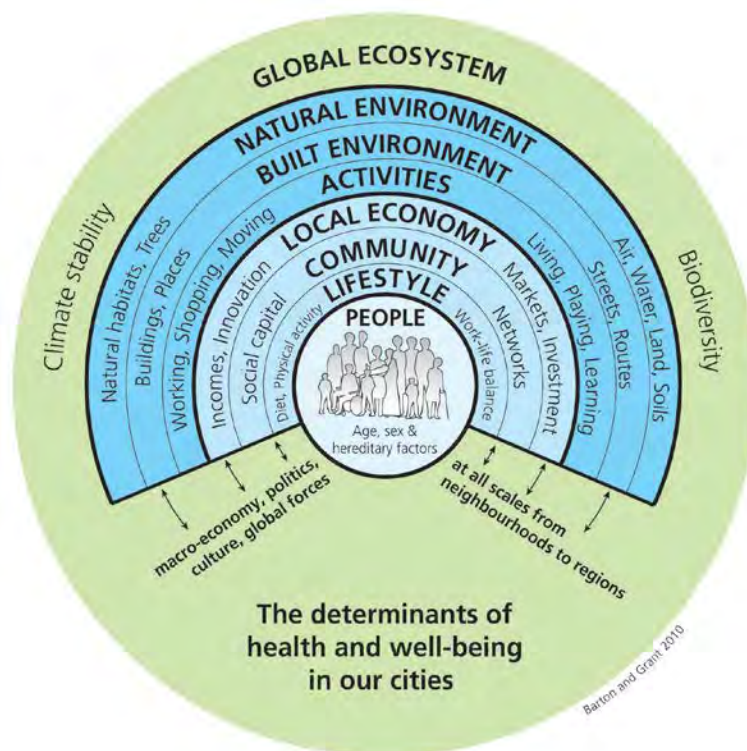 GLOBAL ECOSYSTEM
NATURAL ENVIRONMENT
BUILT ENVIRONMENT
ACTIVITIES
LOCAL ECONOMY
COMMUNITY
LIFESTYLE
PEOPLE
Age, sex &
hereditary factors
Climate stability
Natural habitats, Trees
Buildings, Places
Working, Shopping, Moving
Incomes, Innovation
Social capital
Diet, Physical activity
Work-life balance
Networks
Markets, Investment
Living, Playing, Learning
Streets, Routes
Air, Water, Land, Soils
Biodiversity
macro-economy, politics,
culture, global forces
at all scales from
neighbourhoods to regions
The determinants of
health and well-being
in our cities
Barton and Grant 2010